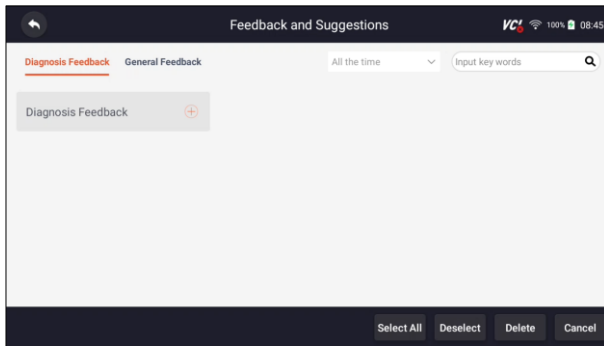 Feedback and Suggestions VCI 100% 08:45
Diagnosis Feedback General Feedback All the time Input key words
Diagnosis Feedback
Select All Deselect Delete Cancel